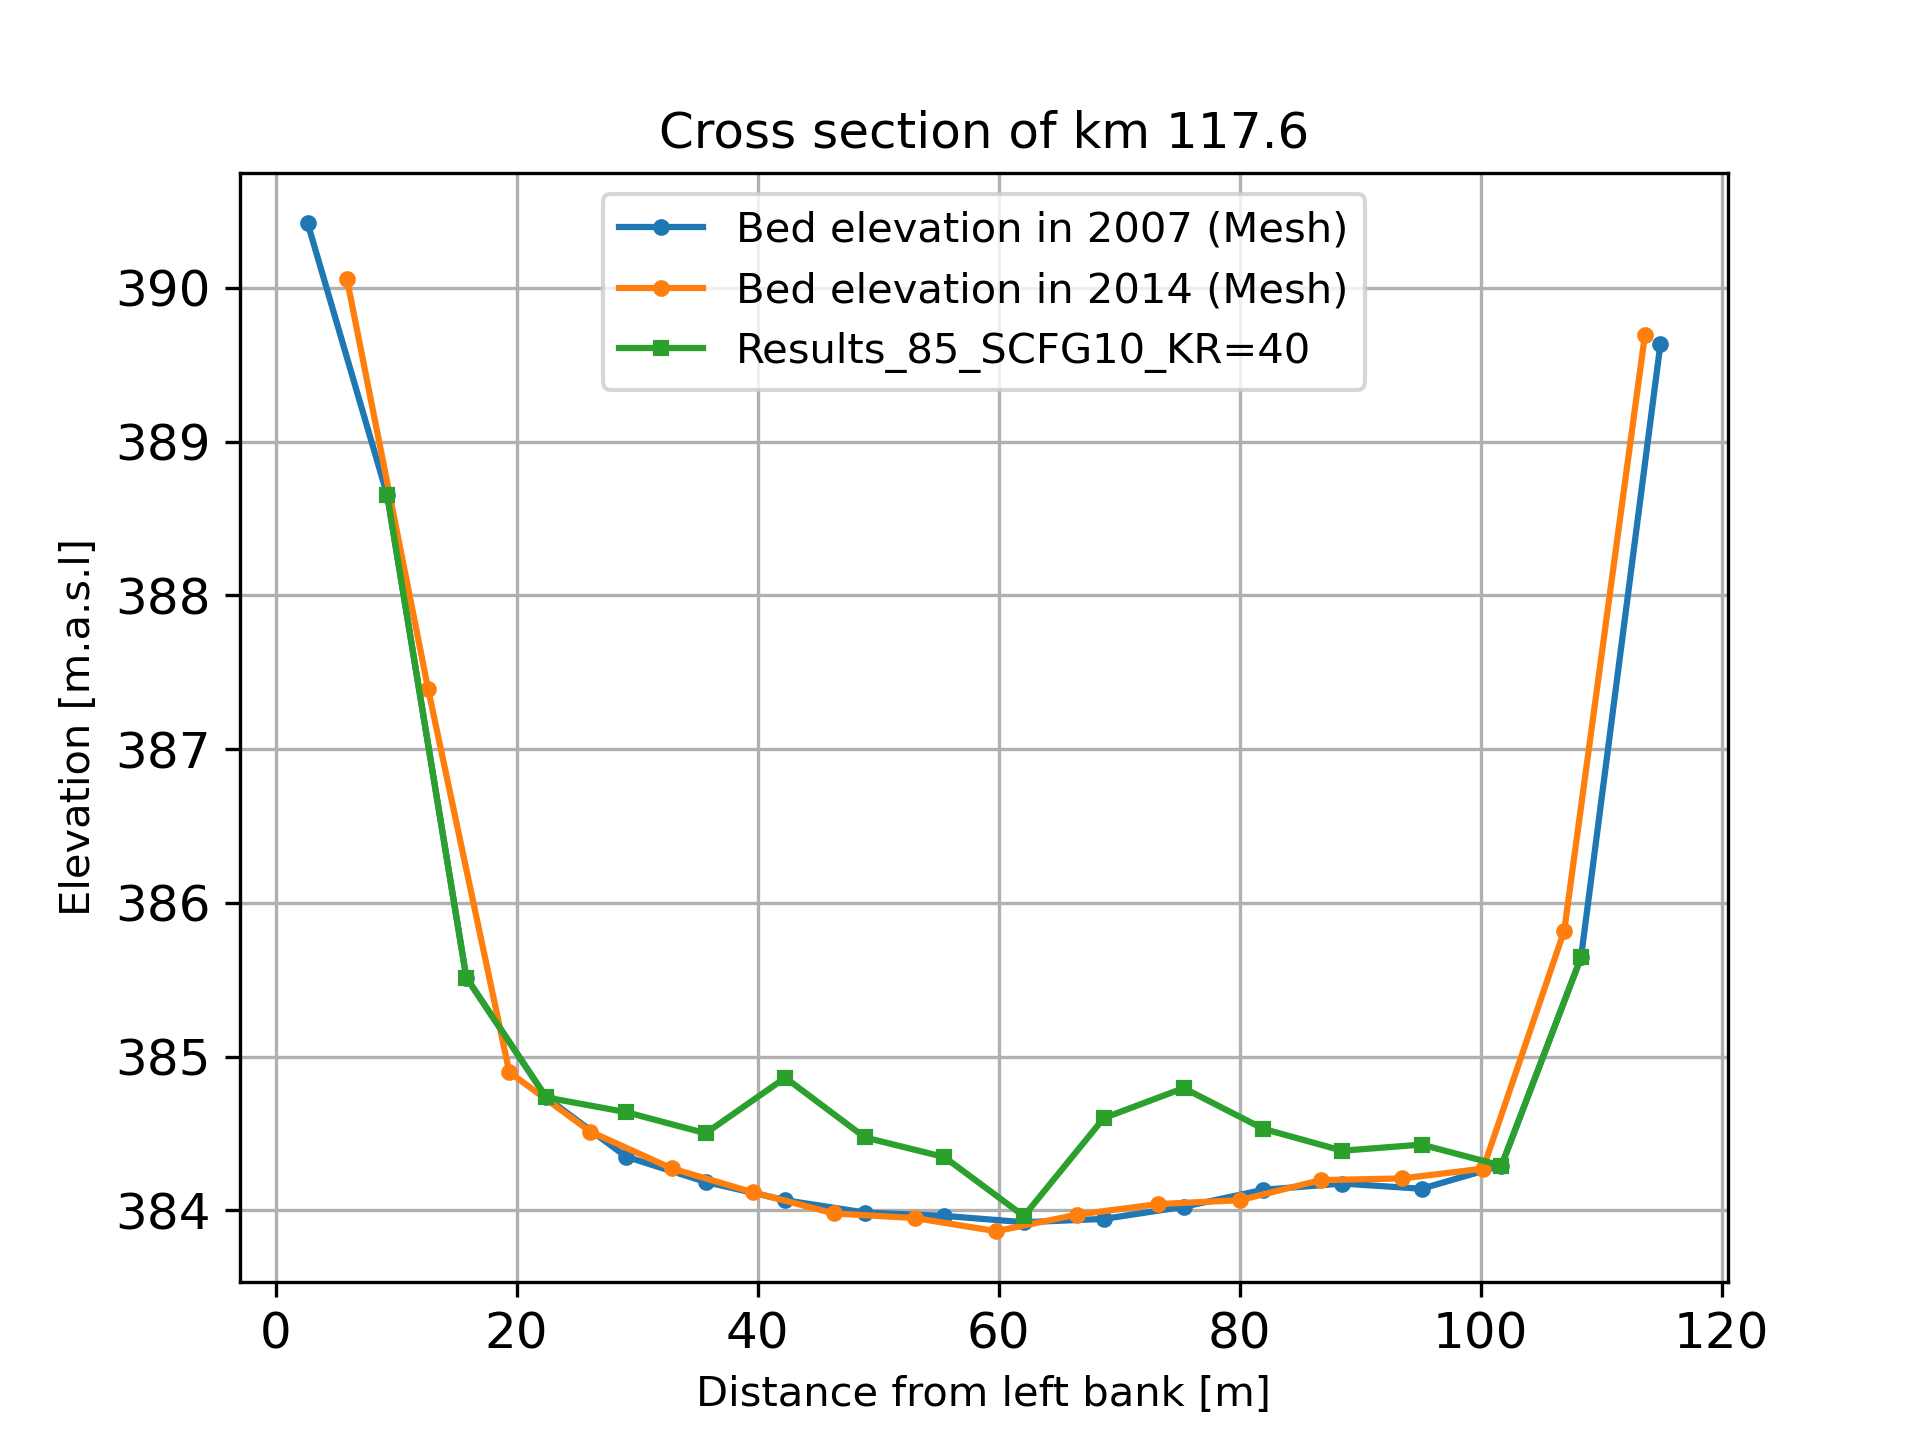 Cross section of km 117.6
Bed elevation in 2007 (Mesh)
Bed elevation in 2014 (Mesh)
Results_85_SCFG10_KR=40
Elevation [m.a.s.l]
390
389
388
387
386
385
384
0 20 40 60 80 100 120
Distance from left bank [m]